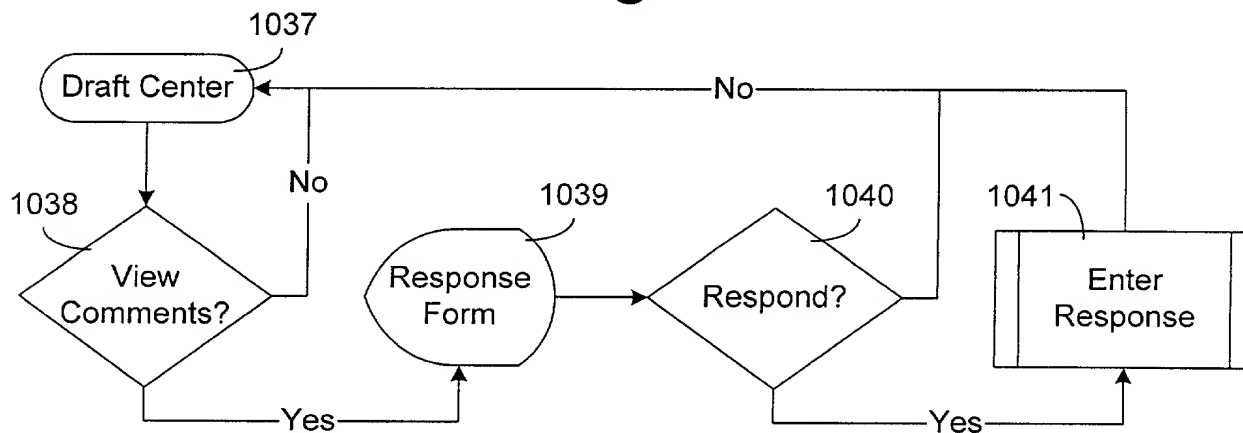 1037
Draft Center
No
No
1038
1039
1040
1041
View
Comments?
Response
Form
Respond?
Enter
Response
Yes
Yes